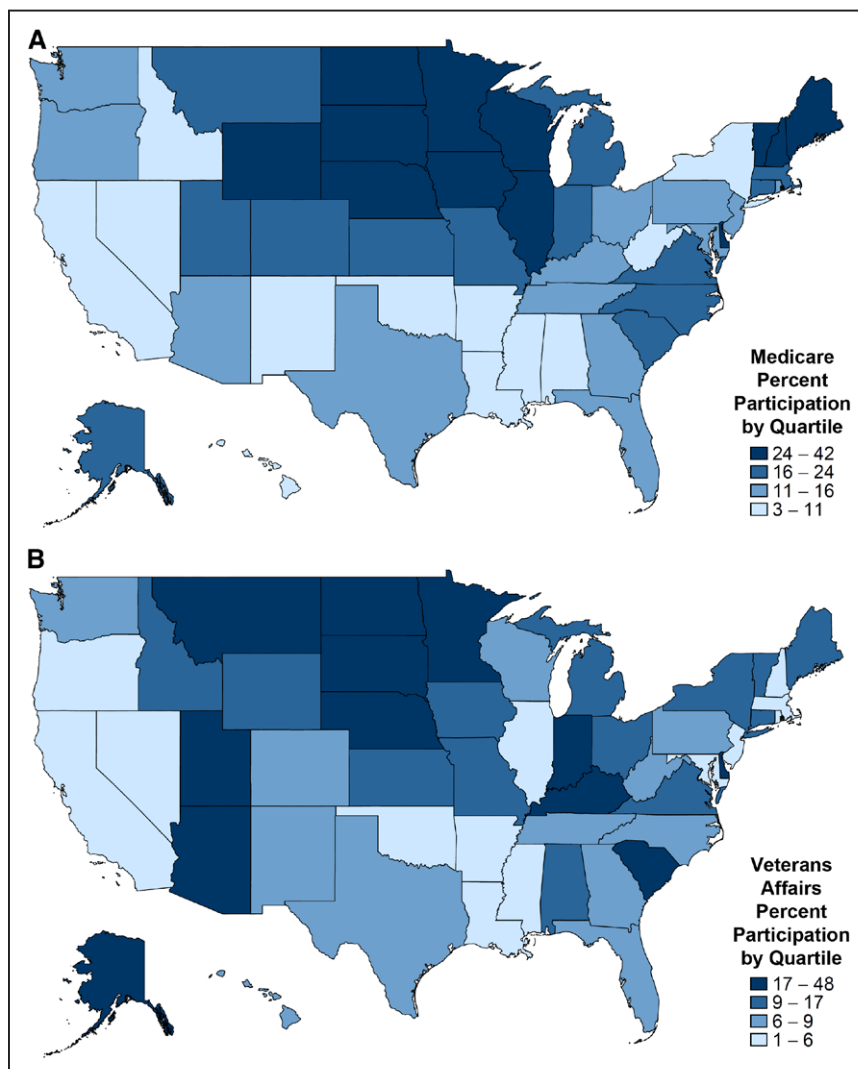 A
Medicare
Percent
Participation
by Quartile
24 – 42
16 – 24
11 – 16
3 – 11
B
Veterans
Affairs
Percent
Participation
by Quartile
17 – 48
9 – 17
6 – 9
1 – 6